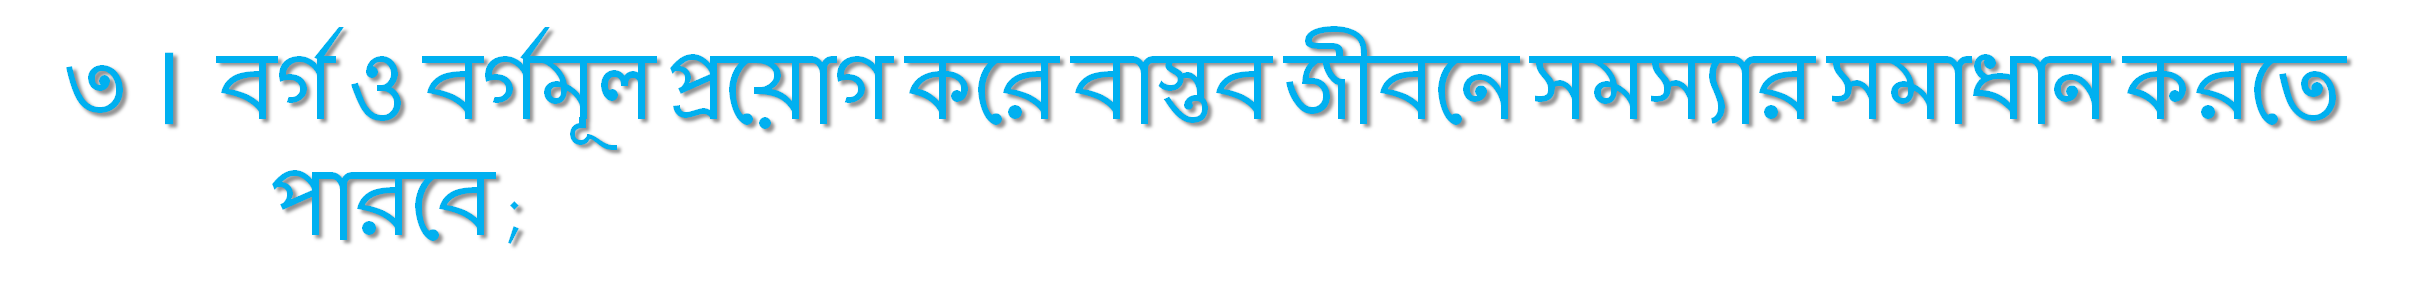 ৩ । বর্গ ও বর্গমূল প্রয়োগ করে বাস্তব জীবনে সমস্যার সমাধান করতে
পারবে ;